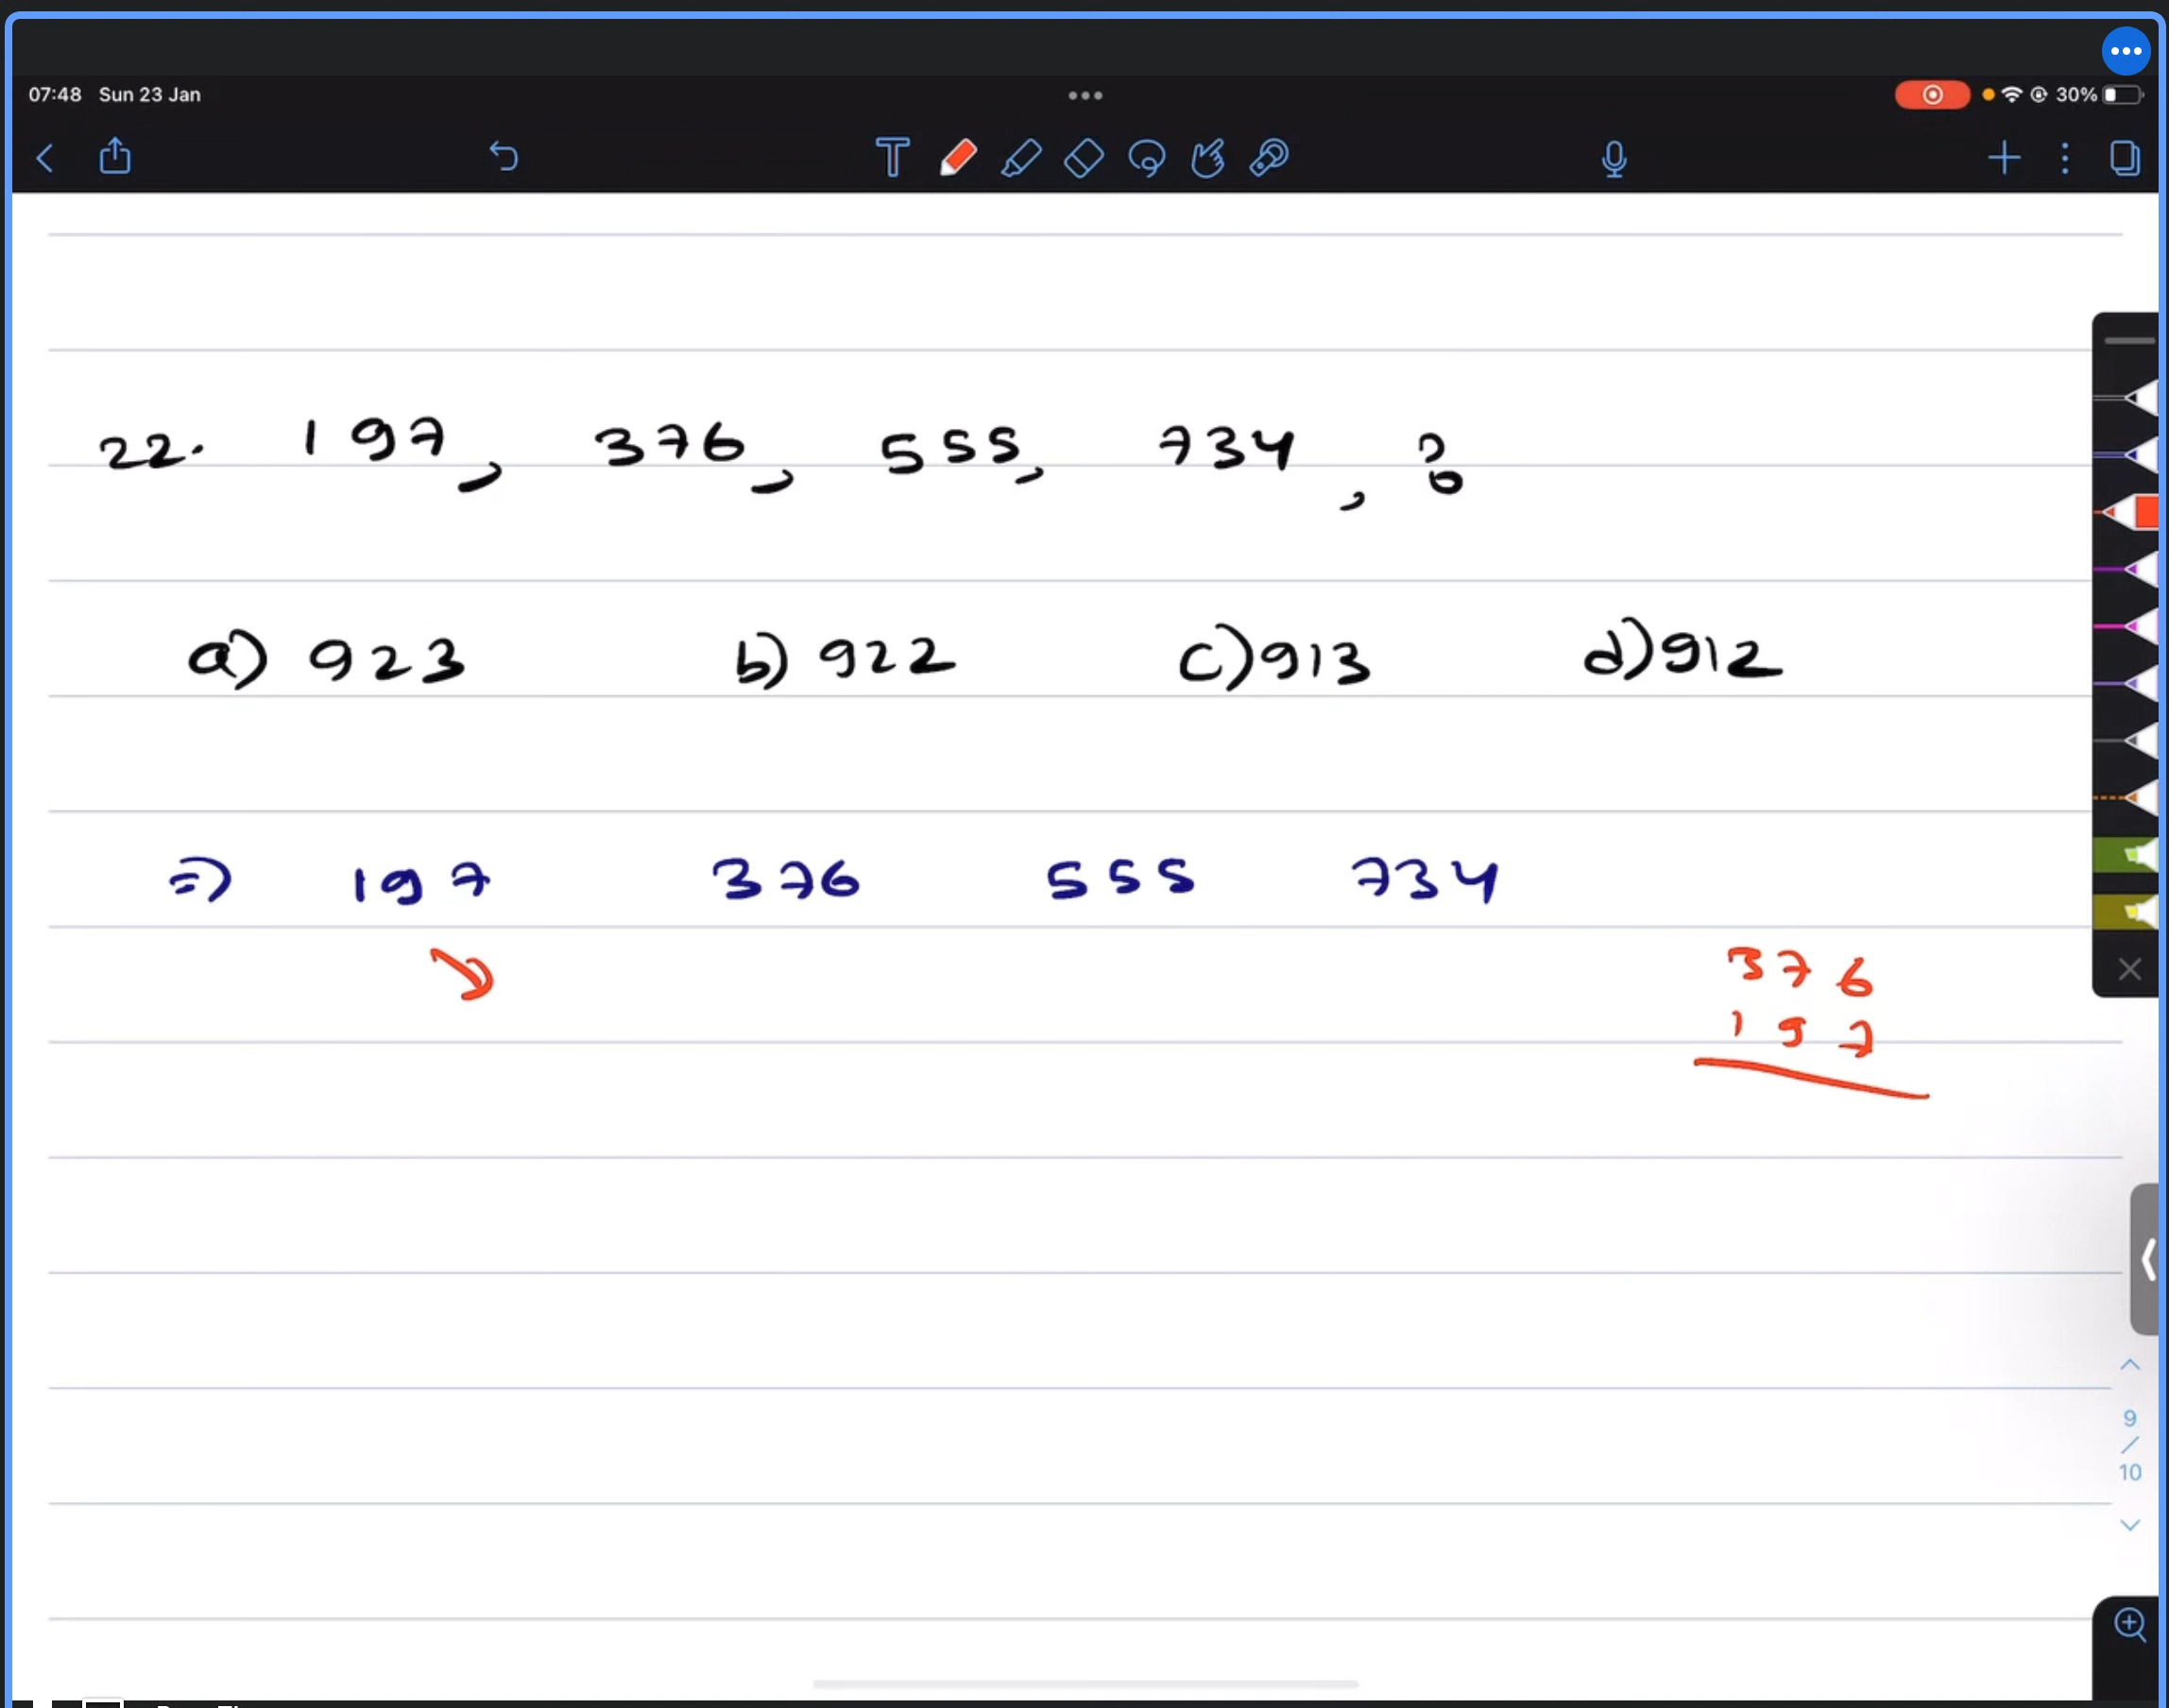 07:48 Sun 23 Jan 30%
22. 197, 376, 555, 734, ?
a) 923 b) 922 c) 913 d) 912
=> 197 376 555 734
376
197
9
/
10